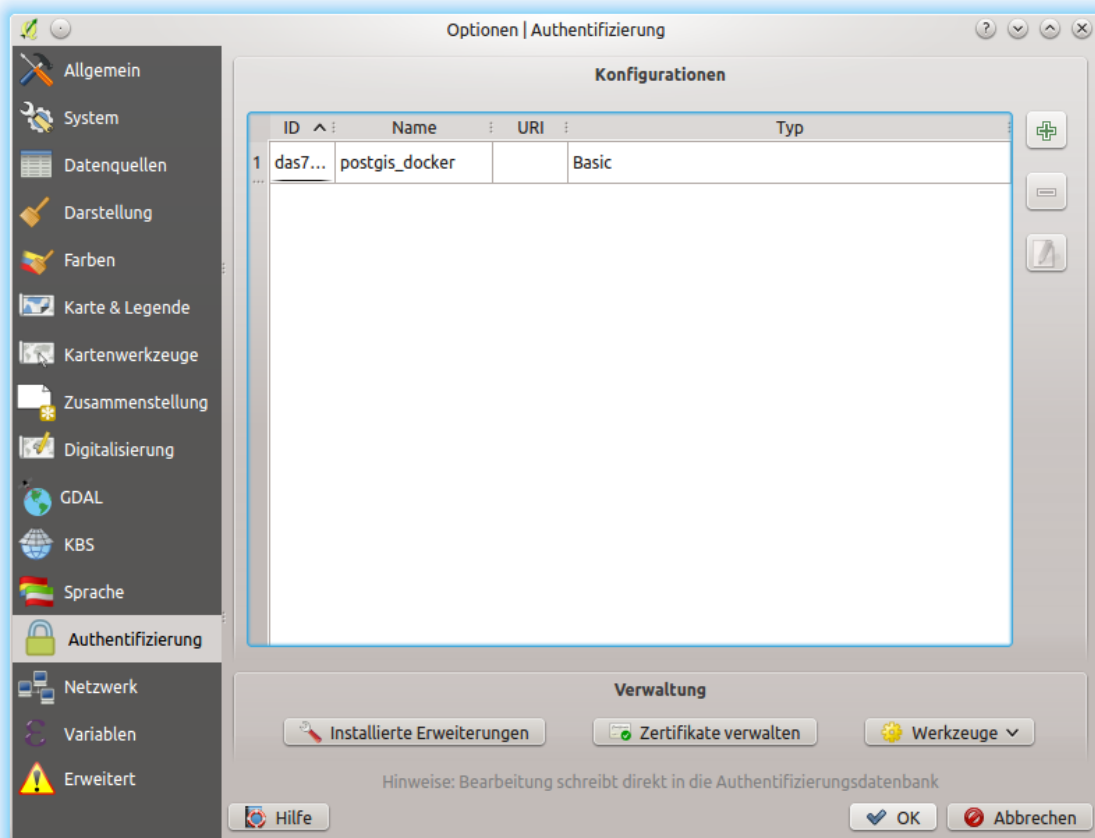 Optionen | Authentifizierung
Allgemein
System
Datenquellen
Darstellung
Farben
Karte & Legende
Kartenwerkzeuge
Zusammenstellung
Digitalisierung
GDAL
KBS
Sprache
Authentifizierung
Netzwerk
Variablen
Erweitert
Konfigurationen
ID Name URI Typ
1 das7... postgis_docker Basic
Verwaltung
Installierte Erweiterungen Zertifikate verwalten Werkzeuge
Hinweise: Bearbeitung schreibt direkt in die Authentifizierungsdatenbank
Hilfe OK Abbrechen